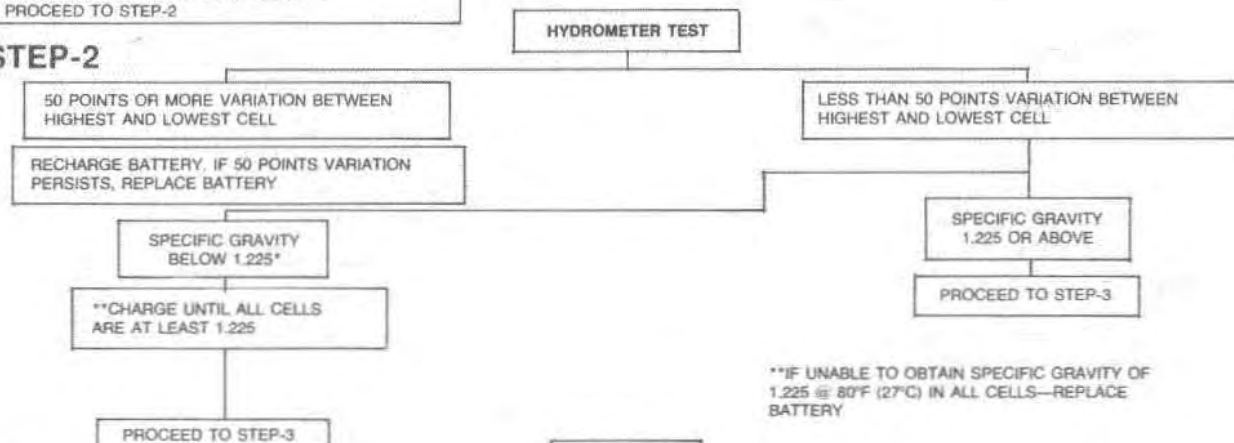 PROCEED TO STEP-2
STEP-2
HYDROMETER TEST
50 POINTS OR MORE VARIATION BETWEEN
HIGHEST AND LOWEST CELL
LESS THAN 50 POINTS VARIATION BETWEEN
HIGHEST AND LOWEST CELL
RECHARGE BATTERY. IF 50 POINTS VARIATION
PERSISTS, REPLACE BATTERY
SPECIFIC GRAVITY
BELOW 1.225*
SPECIFIC GRAVITY
1.225 OR ABOVE
**CHARGE UNTIL ALL CELLS
ARE AT LEAST 1.225
PROCEED TO STEP-3
**IF UNABLE TO OBTAIN SPECIFIC GRAVITY OF
1.225 @ 80°F (27°C) IN ALL CELLS—REPLACE
BATTERY
PROCEED TO STEP-3